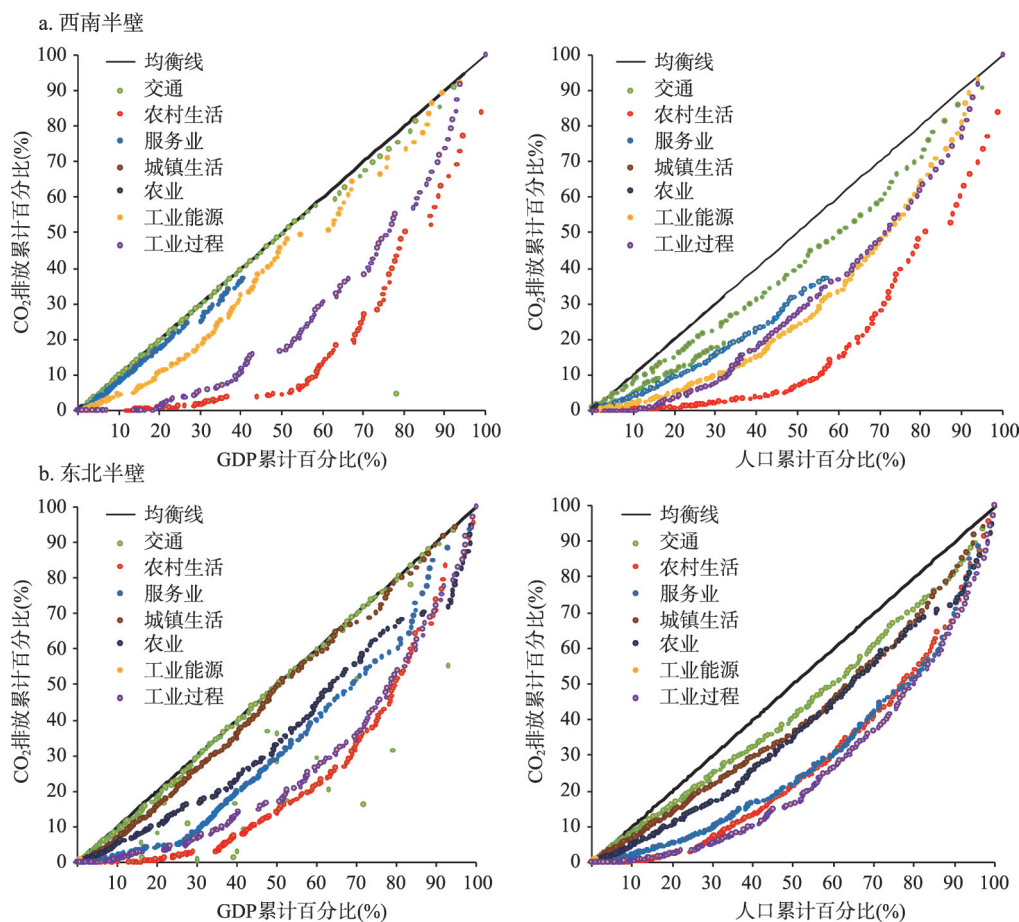 a. 西南半壁
CO₂排放累计百分比(%)
100
90
80
70
60
50
40
30
20
10
0
均衡线
交通
农村生活
服务业
城镇生活
农业
工业能源
工业过程
10 20 30 40 50 60 70 80 90 100
GDP累计百分比(%)
CO₂排放累计百分比%)
100
90
80
70
60
50
40
30
20
10
0
均衡线
交通
农村生活
服务业
城镇生活
农业
工业能源
工业过程
10 20 30 40 50 60 70 80 90 100
人口累计百分比(%)
b. 东北半壁
CO₂排放累计百分比(%)
100
90
80
70
60
50
40
30
20
10
0
均衡线
交通
农村生活
服务业
城镇生活
农业
工业能源
工业过程
10 20 30 40 50 60 70 80 90 100
GDP累计百分比(%)
CO₂排放累计百分比(%)
100
90
80
70
60
50
40
30
20
10
0
均衡线
交通
农村生活
服务业
城镇生活
农业
工业能源
工业过程
10 20 30 40 50 60 70 80 90 100
人口累计百分比(%)